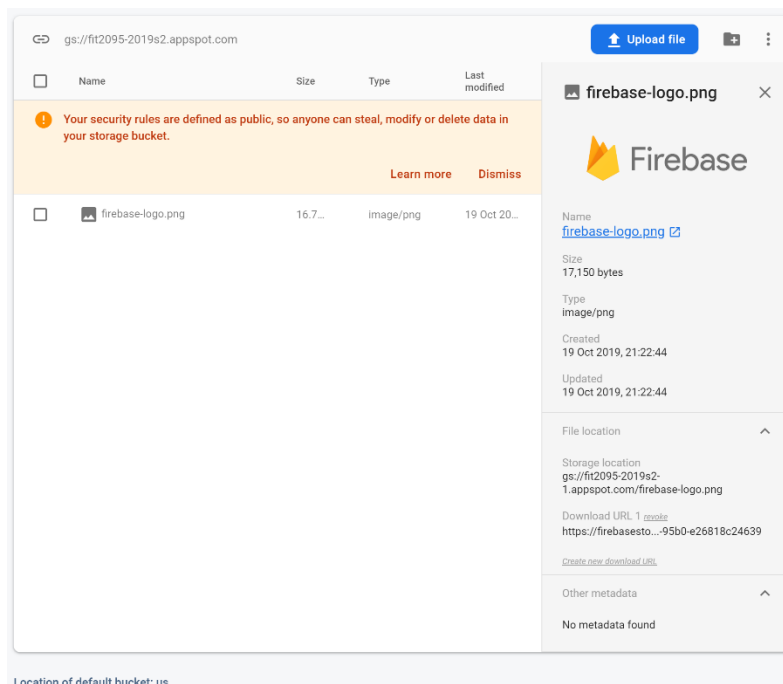 gs://fit2095-2019s2.appspot.com
Upload file
Name Size Type Last modified
Your security rules are defined as public, so anyone can steal, modify or delete data in
your storage bucket.
Learn more Dismiss
firebase-logo.png 16.7... image/png 19 Oct 20...
firebase-logo.png
Firebase
Name
firebase-logo.png
Size
17,150 bytes
Type
image/png
Created
19 Oct 2019, 21:22:44
Updated
19 Oct 2019, 21:22:44
File location
Storage location
gs://fit2095-2019s2-
1.appspot.com/firebase-logo.png
Download URL 1 revoke
https://firebasesto...-95b0-e26818c24639
Create new download URL
Other metadata
No metadata found
Location of default bucket: us